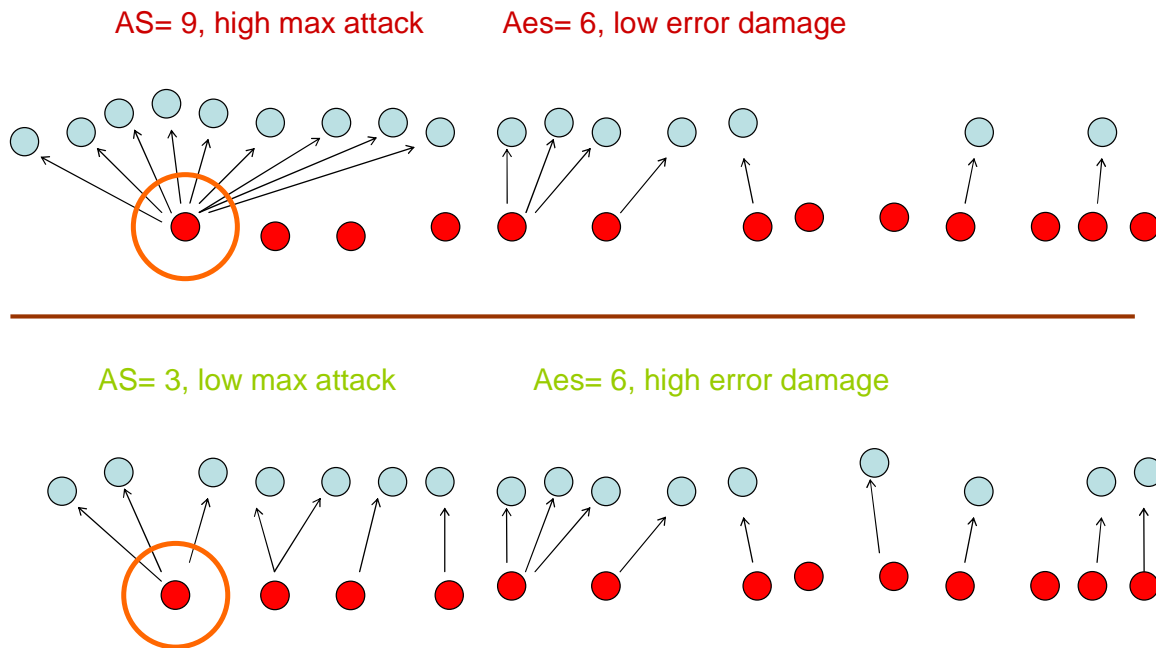 AS= 9, high max attack
Aes= 6, low error damage
AS= 3, low max attack
Aes= 6, high error damage